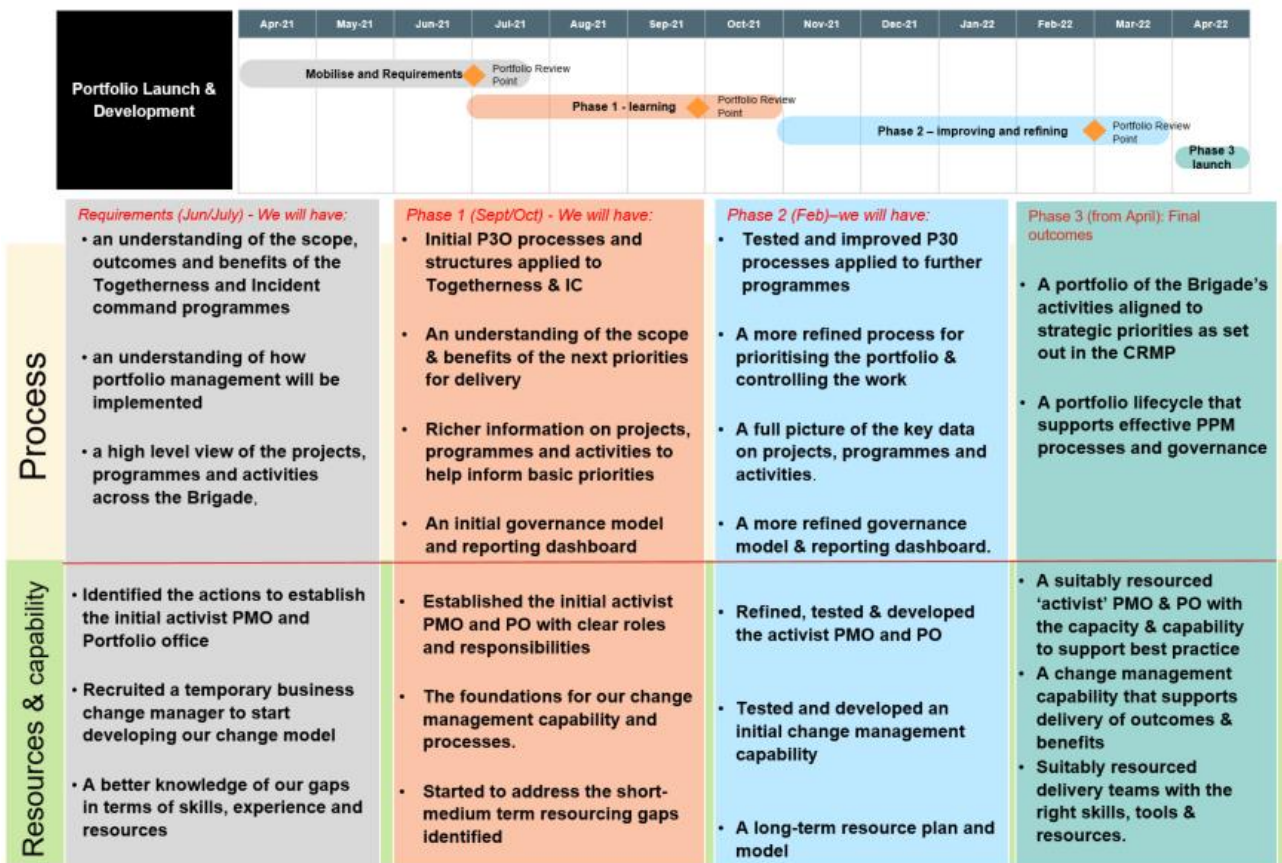 Portfolio Launch &
Development
Apr-21 May-21 Jun-21 Jul-21 Aug-21 Sep-21 Oct-21 Nov-21 Dec-21 Jan-22 Feb-22 Mar-22 Apr-22
Mobilise and Requirements
Portfolio Review
Point
Phase 1 - learning
Portfolio Review
Point
Phase 2 – improving and refining
Portfolio Review
Point
Phase 3
launch
Process
Resources & capability
Requirements (Jun/July) - We will have:
• an understanding of the scope,
outcomes and benefits of the
Togetherness and Incident
command programmes
• an understanding of how
portfolio management will be
implemented
• a high level view of the projects,
programmes and activities
across the Brigade,
• Identified the actions to establish
the initial activist PMO and
Portfolio office
• Recruited a temporary business
change manager to start
developing our change model
• A better knowledge of our gaps
in terms of skills, experience and
resources
Phase 1 (Sept/Oct) - We will have:
• Initial P3O processes and
structures applied to
Togetherness & IC
• An understanding of the scope
& benefits of the next priorities
for delivery
• Richer information on projects,
programmes and activities to
help inform basic priorities
• An initial governance model
and reporting dashboard
• Established the initial activist
PMO and PO with clear roles
and responsibilities
• The foundations for our change
management capability and
processes.
• Started to address the short-
medium term resourcing gaps
identified
Phase 2 (Feb)–we will have:
• Tested and improved P30
processes applied to further
programmes
• A more refined process for
prioritising the portfolio &
controlling the work
• A full picture of the key data
on projects, programmes and
activities.
• A more refined governance
model & reporting dashboard.
• Refined, tested & developed
the activist PMO and PO
• Tested and developed an
initial change management
capability
• A long-term resource plan and
model
Phase 3 (from April): Final
outcomes
• A portfolio of the Brigade's
activities aligned to
strategic priorities as set
out in the CRMP
• A portfolio lifecycle that
supports effective PPM
processes and governance
• A suitably resourced
'activist' PMO & PO with
the capacity & capability
to support best practice
• A change management
capability that supports
delivery of outcomes &
benefits
• Suitably resourced
delivery teams with the
right skills, tools &
resources.